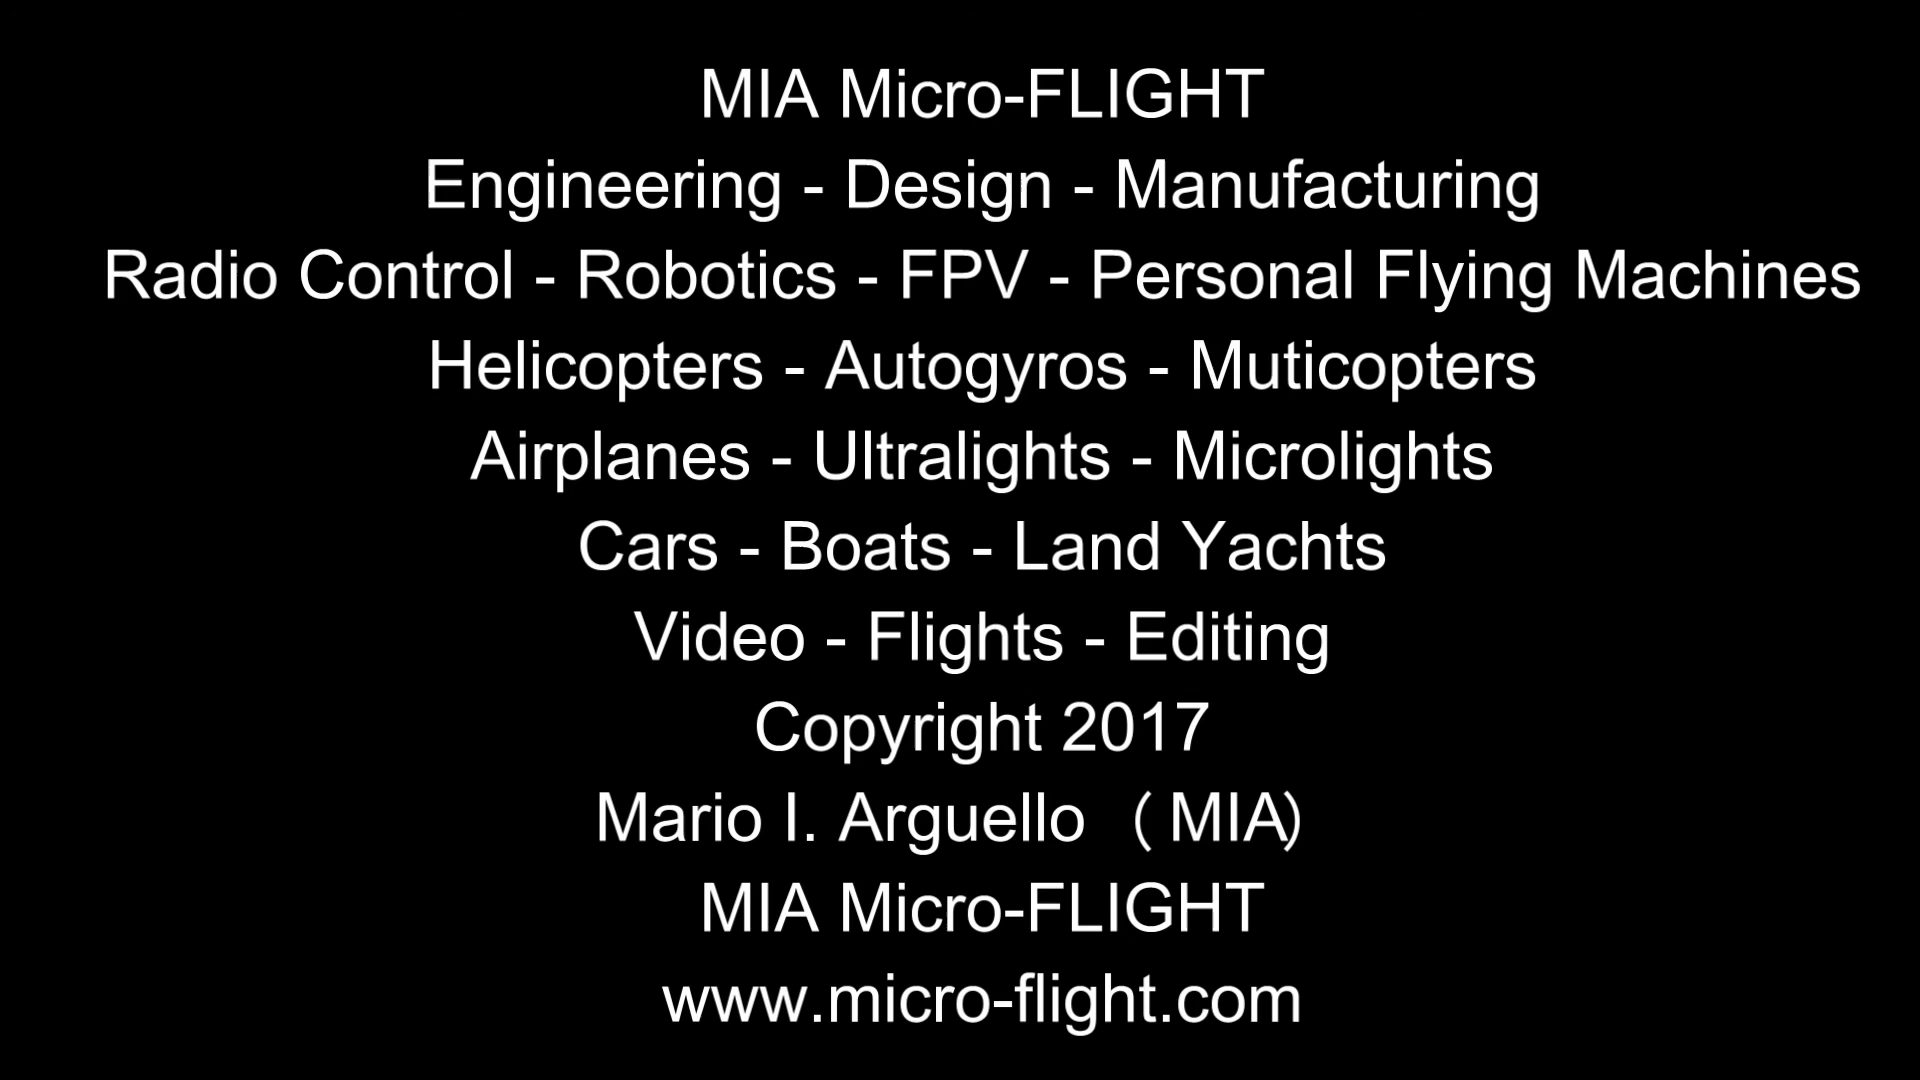 MIA Micro-FLIGHT
Engineering - Design - Manufacturing
Radio Control - Robotics - FPV - Personal Flying Machines
Helicopters - Autogyros - Muticopters
Airplanes - Ultralights - Microlights
Cars - Boats - Land Yachts
Video - Flights - Editing
Copyright 2017
Mario I. Arguello ( MIA)
MIA Micro-FLIGHT
www.micro-flight.com